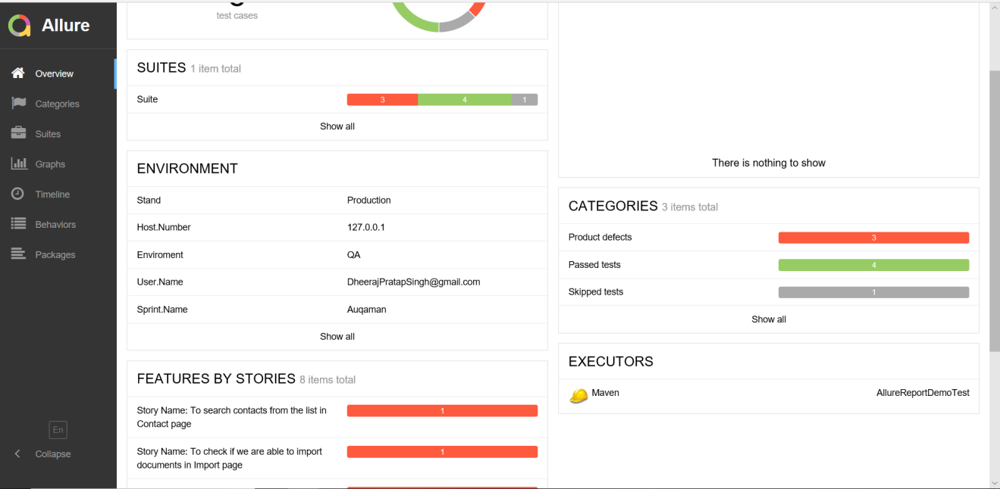 Allure
Overview
Categories
Suites
Graphs
Timeline
Behaviors
Packages
En
Collapse
test cases
SUITES 1 item total
Suite 3 4 1
Show all
ENVIRONMENT
Stand Production
Host.Number 127.0.0.1
Enviroment QA
User.Name DheerajPratapSingh@gmail.com
Sprint.Name Auqaman
Show all
FEATURES BY STORIES 8 items total
Story Name: To search contacts from the list in 1
Contact page
Story Name: To check if we are able to import 1
documents in Import page
There is nothing to show
CATEGORIES 3 items total
Product defects 3
Passed tests 4
Skipped tests 1
Show all
EXECUTORS
Maven AllureReportDemoTest